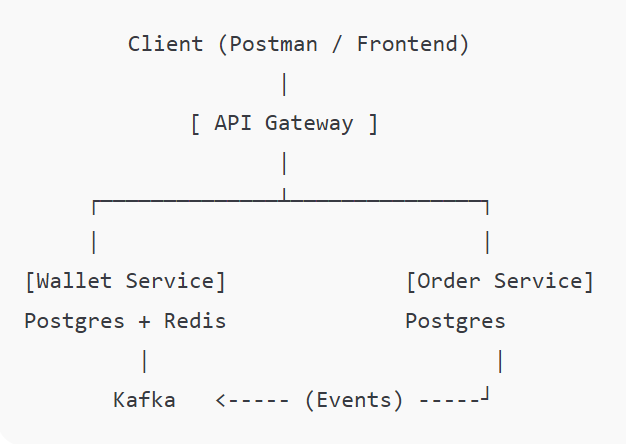 Client (Postman / Frontend)
[ API Gateway ]
[Wallet Service] [Order Service]
Postgres + Redis Postgres
Kafka <----- (Events) -----┘